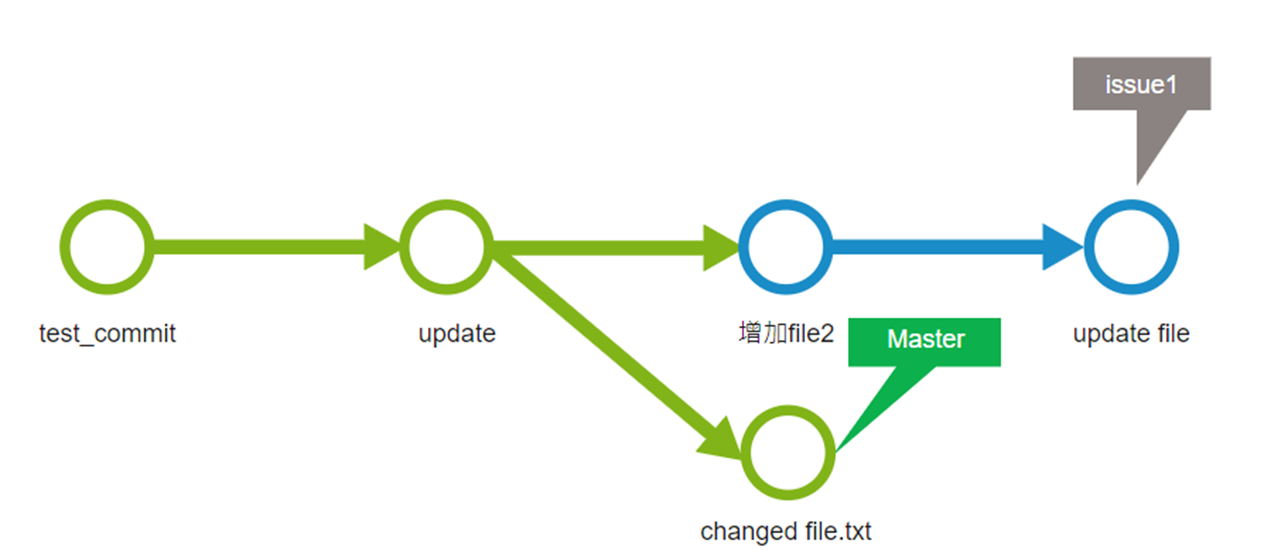 issue1
test_commit
update
增加file2
Master
update file
changed file.txt